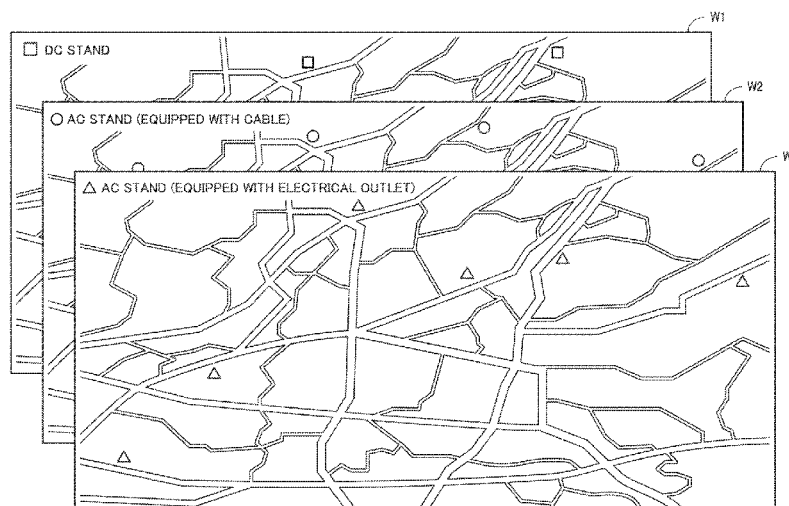 W1
□ DC STAND
W2
○ AC STAND (EQUIPPED WITH CABLE)
W
△ AC STAND (EQUIPPED WITH ELECTRICAL OUTLET)